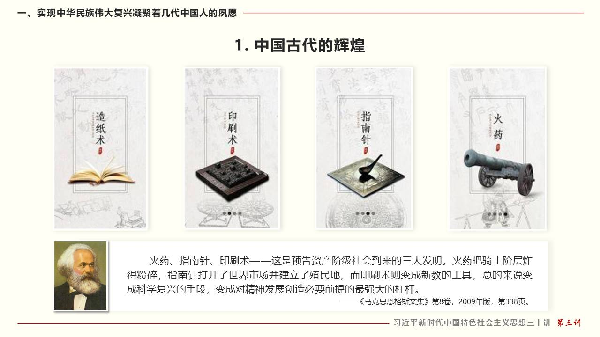 一、实现中华民族伟大复兴凝聚着几代中国人的夙愿
1. 中国古代的辉煌
造纸术
印刷术
指南针
火药
火药、指南针、印刷术——这是预告资产阶级社会到来的三大发明。火药把骑士阶层炸
得粉碎，指南针打开了世界市场并建立了殖民地，而印刷术则变成新教的工具，总的来说变
成科学复兴的手段，变成对精神发展创造必要前提的最强大的杠杆。
《马克思恩格斯文集》第8卷，2009年版，第338页。
习近平新时代中国特色社会主义思想三十讲 第三讲